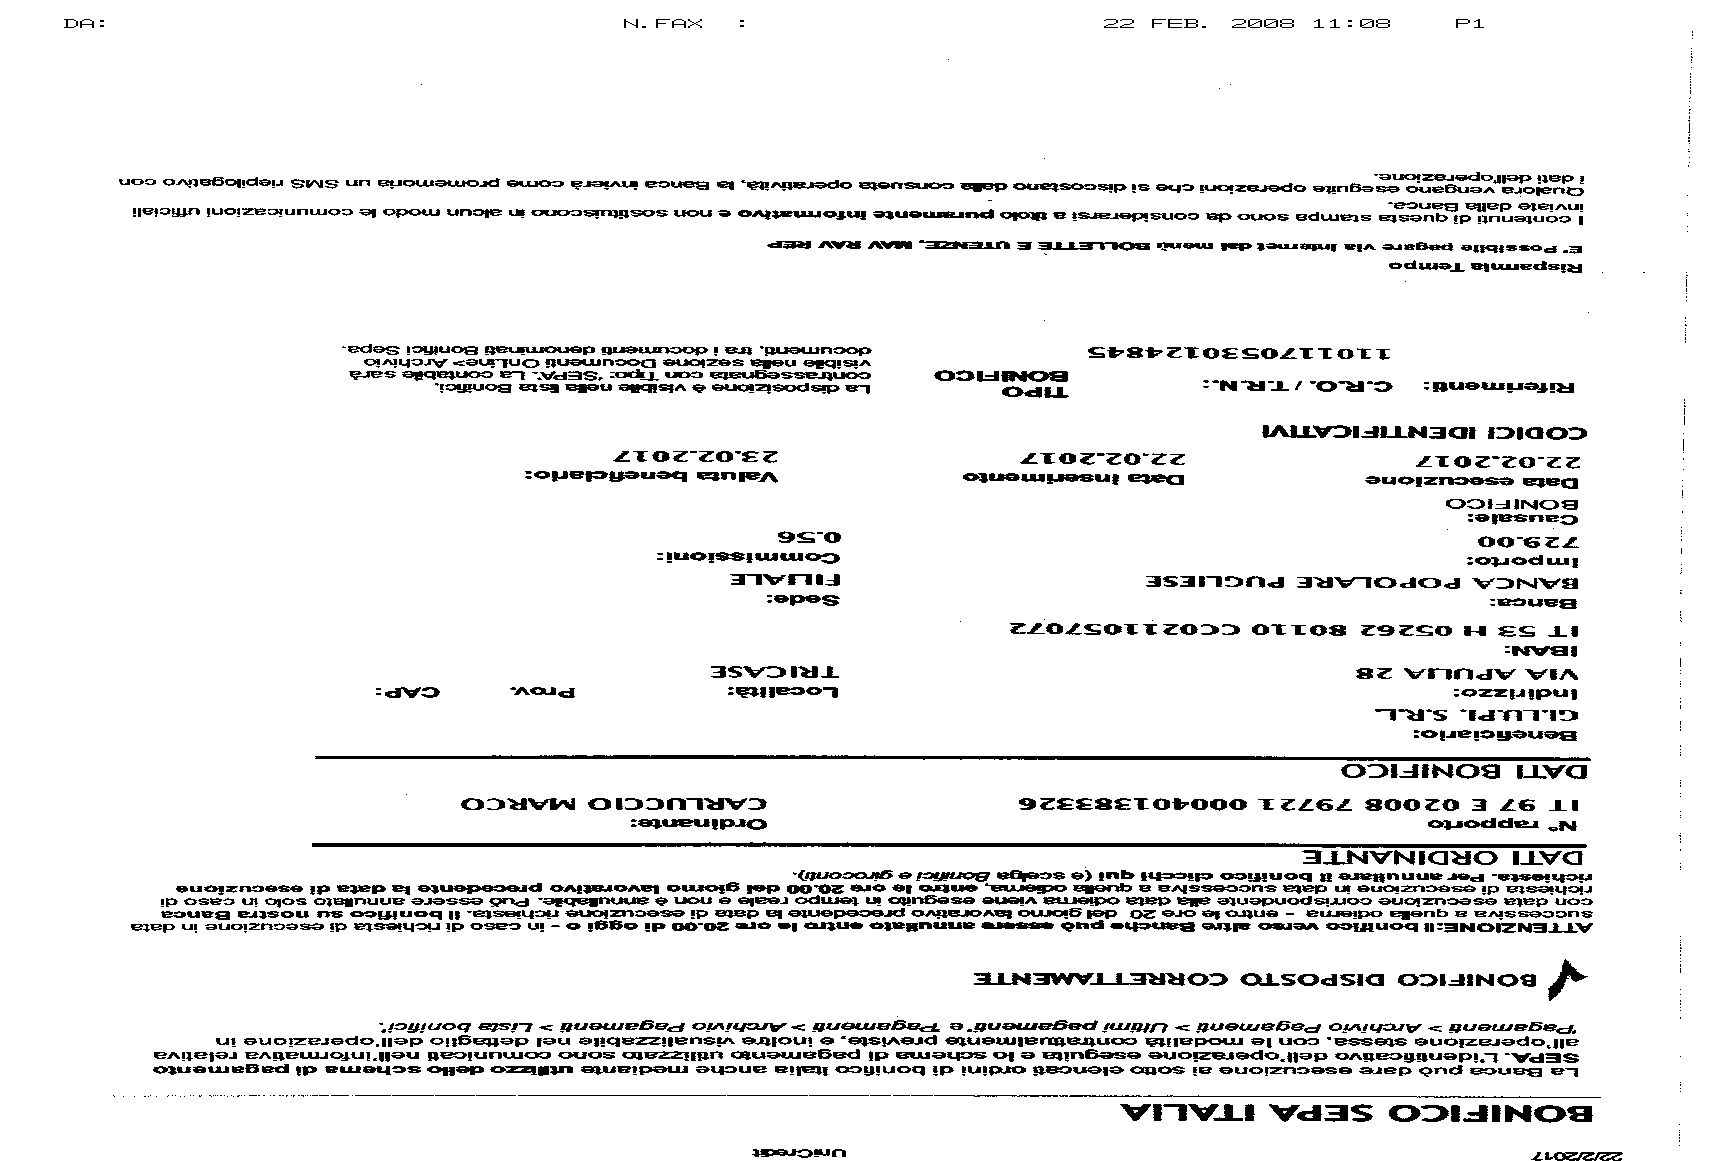 DA: N.FAX : 22 FEB. 2008 11:08 P1
22/2/2017 UniCredit
BONIFICO SEPA ITALIA
La Banca può dare esecuzione ai sotto elencati ordini di bonifico Italia anche mediante utilizzo dello schema di pagamento
SEPA. L'identificativo dell'operazione eseguita e lo schema di pagamento utilizzato sono comunicati nell'informativa relativa
all'operazione stessa, con le modalità contrattualmente previste, e inoltre visualizzabile nel dettaglio dell'operazione in
"Pagamenti > Archivio Pagamenti > Ultimi pagamenti" e "Pagamenti > Archivio Pagamenti > Lista bonifici".
BONIFICO DISPOSTO CORRETTAMENTE
ATTENZIONE:Il bonifico verso altre Banche può essere annullato entro le ore 20.00 di oggi o - in caso di richiesta di esecuzione in data
successiva a quella odierna - entro le ore 20 del giorno lavorativo precedente la data di esecuzione richiesta. Il bonifico su nostra Banca
con data esecuzione corrispondente alla data odierna viene eseguito in tempo reale e non è annullabile. Può essere annullato solo in caso di
richiesta di esecuzione in data successiva a quella odierna, entro le ore 20.00 del giorno lavorativo precedente la data di esecuzione
richiesta. Per annullare il bonifico clicchi qui (e scelga Bonifici e giroconti).
DATI ORDINANTE
N° rapporto Ordinante:
IT 97 E 02008 79721 000401383326 CARLUCCIO MARCO
DATI BONIFICO
Beneficiario:
GI.LU.PI. S.R.L.
Indirizzo: Località: Prov. CAP:
VIA APULIA 28 TRICASE
IBAN:
IT 53 H 05262 80110 CC0211057072
Banca: Sede:
BANCA POPOLARE PUGLIESE FILIALE
Importo: Commissioni:
729.00 0.56
Causale:
BONIFICO
Data esecuzione Data inserimento Valuta beneficiario:
22.02.2017 22.02.2017 23.02.2017
CODICI IDENTIFICATIVI
Riferimenti: C.R.O. / T.R.N.: TIPO BONIFICO
1101170530124845
La disposizione è visibile nella lista Bonifici,
contrassegnata con Tipo: "SEPA". La contabile sarà
visibile nella sezione Documenti OnLine> Archivio
documenti, tra i documenti denominati Bonifici Sepa.
Risparmia Tempo
E' Possibile pagare via Internet dal menù BOLLETTE E UTENZE, MAV RAV REP
I contenuti di questa stampa sono da considerarsi a titolo puramente informativo e non sostituiscono in alcun modo le comunicazioni ufficiali
inviate dalla Banca.
Qualora vengano eseguite operazioni che si discostano dalla consueta operatività, la Banca invierà come promemoria un SMS riepilogativo con
i dati dell'operazione.